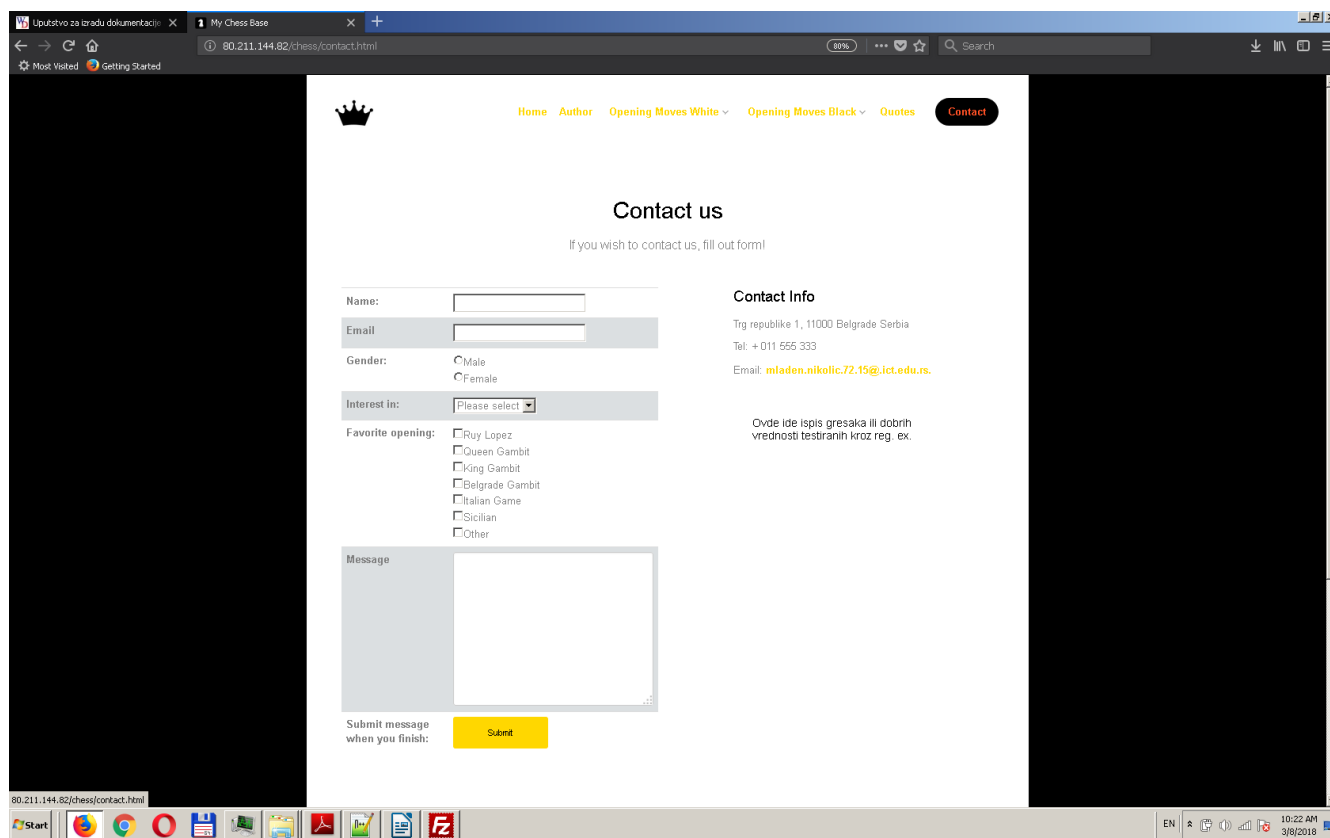 Uputstvo za izradu dokumentacije
My Chess Base
80.211.144.82/chess/contact.html
80%
Search
Most Visited Getting Started
Home Author Opening Moves White Opening Moves Black Quotes Contact
Contact us
If you wish to contact us, fill out form!
Name:
Email
Gender:
Male
Female
Interest in:
Please select
Favorite opening:
Ruy Lopez
Queen Gambit
King Gambit
Belgrade Gambit
Italian Game
Sicilian
Other
Message
Submit message
when you finish:
Submit
Contact Info
Trg republike 1, 11000 Belgrade Serbia
Tel: + 011 555 333
Email: mladen.nikolic.72.15@.ict.edu.rs.
Ovde ide ispis gresaka ili dobrih
vrednosti testiranih kroz reg. ex.
80.211.144.82/chess/contact.html
Start
EN
10:22 AM
3/8/2018